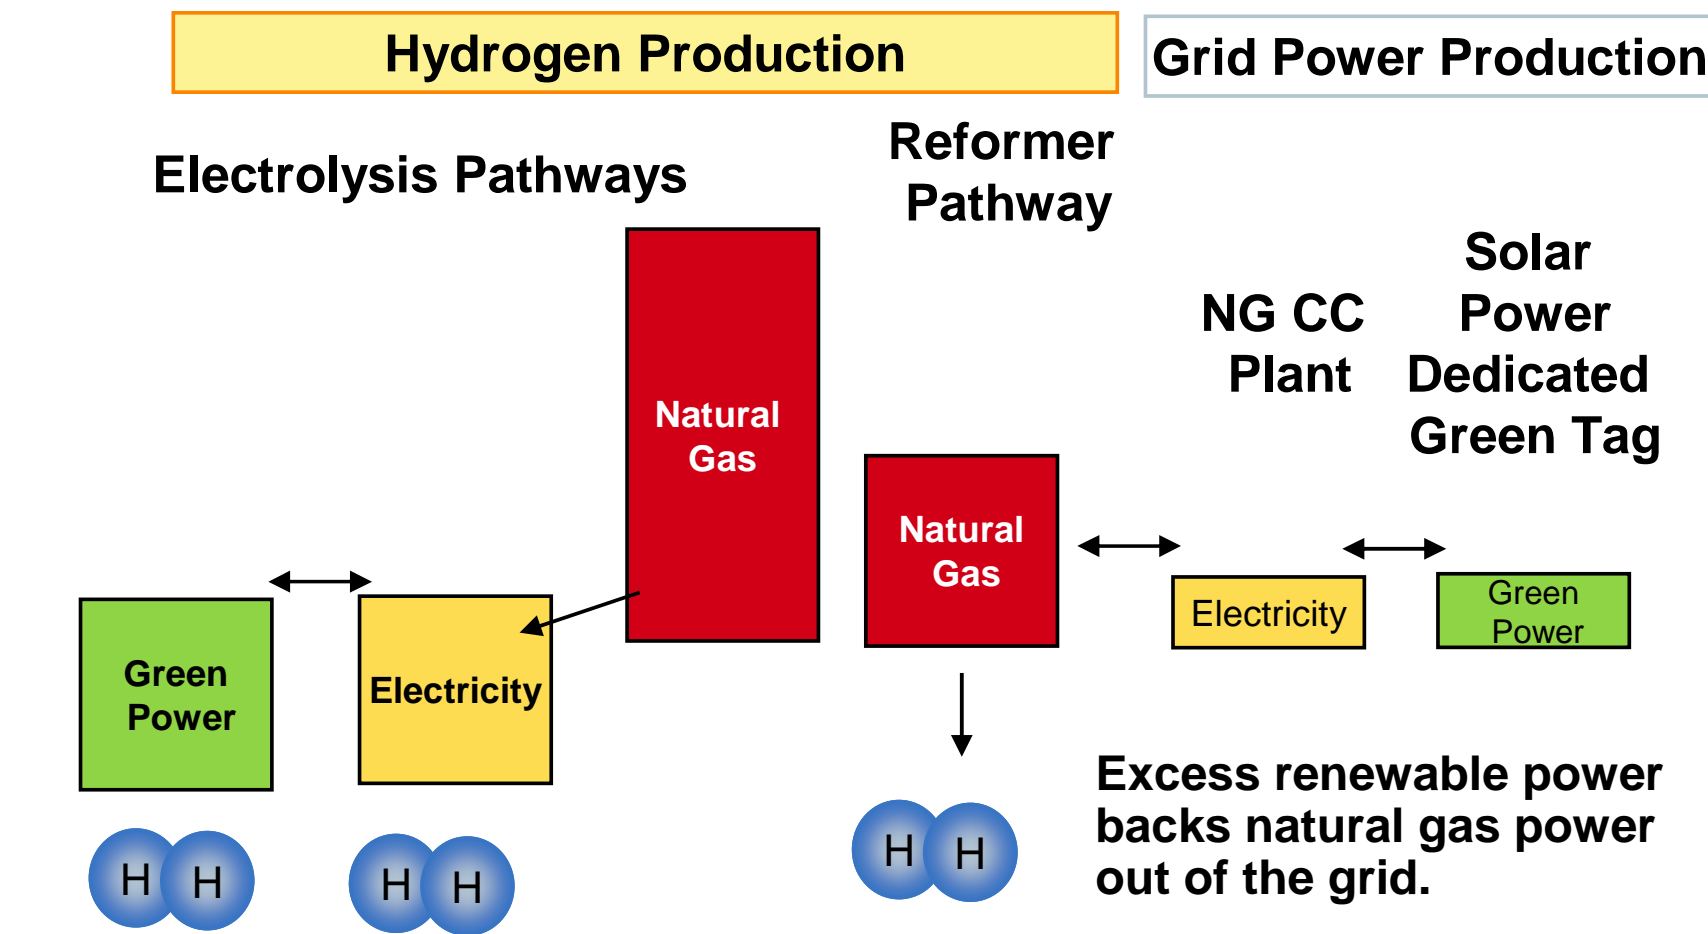 Hydrogen Production
Grid Power Production
Electrolysis Pathways
Reformer
Pathway
NG CC
Plant
Solar
Power
Dedicated
Green Tag
Natural
Gas
Natural
Gas
Electricity
Green
Power
Green
Power
Electricity
H H
H H
H H
Excess renewable power
backs natural gas power
out of the grid.